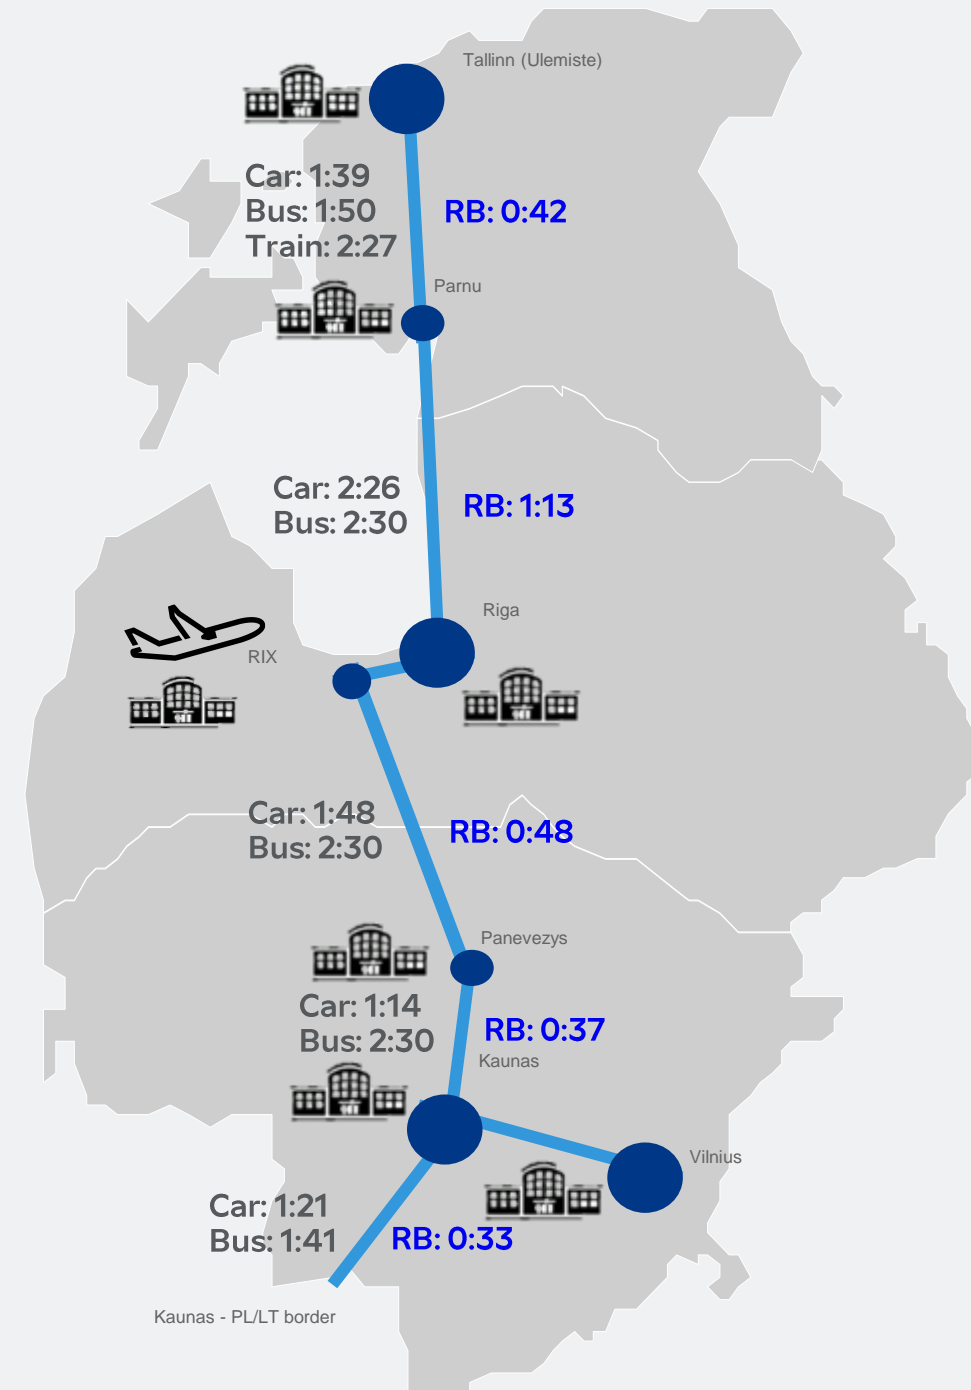 Tallinn (Ulemiste)
Car: 1:39
Bus: 1:50
Train: 2:27
RB: 0:42
Parnu
Car: 2:26
Bus: 2:30
RB: 1:13
Riga
RIX
Car: 1:48
Bus: 2:30
RB: 0:48
Panevezys
Car: 1:14
Bus: 2:30
RB: 0:37
Kaunas
Vilnius
Car: 1:21
Bus: 1:41
RB: 0:33
Kaunas - PL/LT border